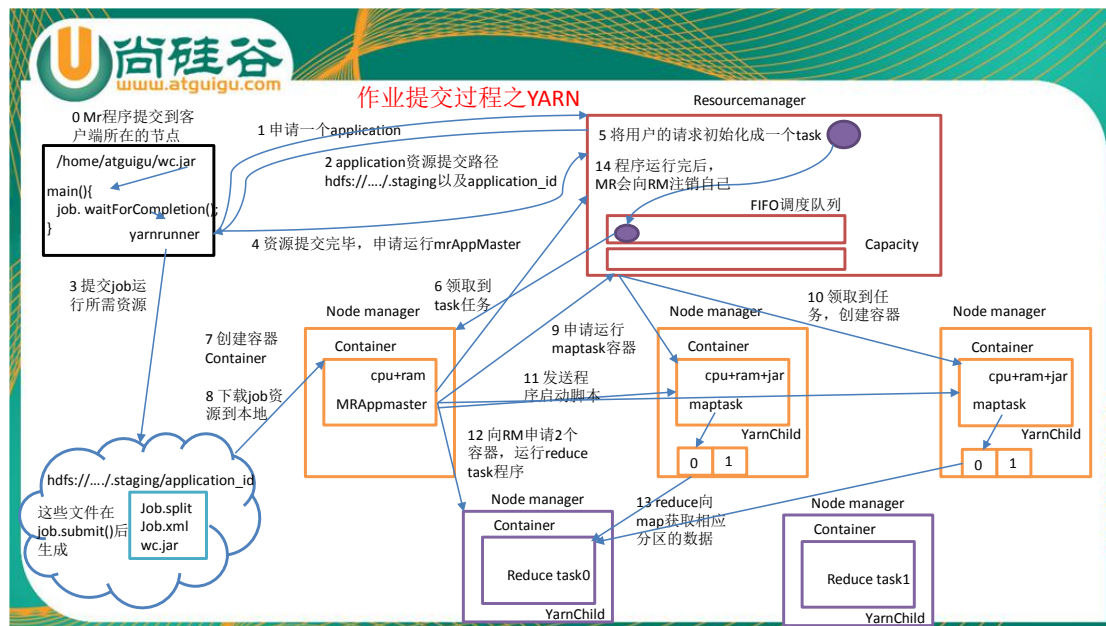 尚硅谷
www.atguigu.com
作业提交过程之YARN
0 Mr程序提交到客
户端所在的节点
/home/atguigu/wc.jar
main(){
job. waitForCompletion();
}
yarnrunner
1 申请一个application
2 application资源提交路径
hdfs://…./.staging以及application_id
4 资源提交完毕，申请运行mrAppMaster
Resourcemanager
5 将用户的请求初始化成一个task
14 程序运行完后，
MR会向RM注销自己
FIFO调度队列
Capacity
3 提交job运
行所需资源
6 领取到
task任务
7 创建容器
Container
8 下载job资
源到本地
Node manager
Container
cpu+ram
MRAppmaster
9 申请运行
maptask容器
11 发送程
序启动脚本
Node manager
Container
cpu+ram+jar
maptask
YarnChild
0 1
10 领取到任
务，创建容器
Node manager
Container
cpu+ram+jar
maptask
YarnChild
0 1
hdfs://…./.staging/application_id
这些文件在
job.submit()后
生成
Job.split
Job.xml
wc.jar
12 向RM申请2个
容器，运行reduce
task程序
Node manager
Container
Reduce task0
YarnChild
13 reduce向
map获取相应
分区的数据
Node manager
Container
Reduce task1
YarnChild